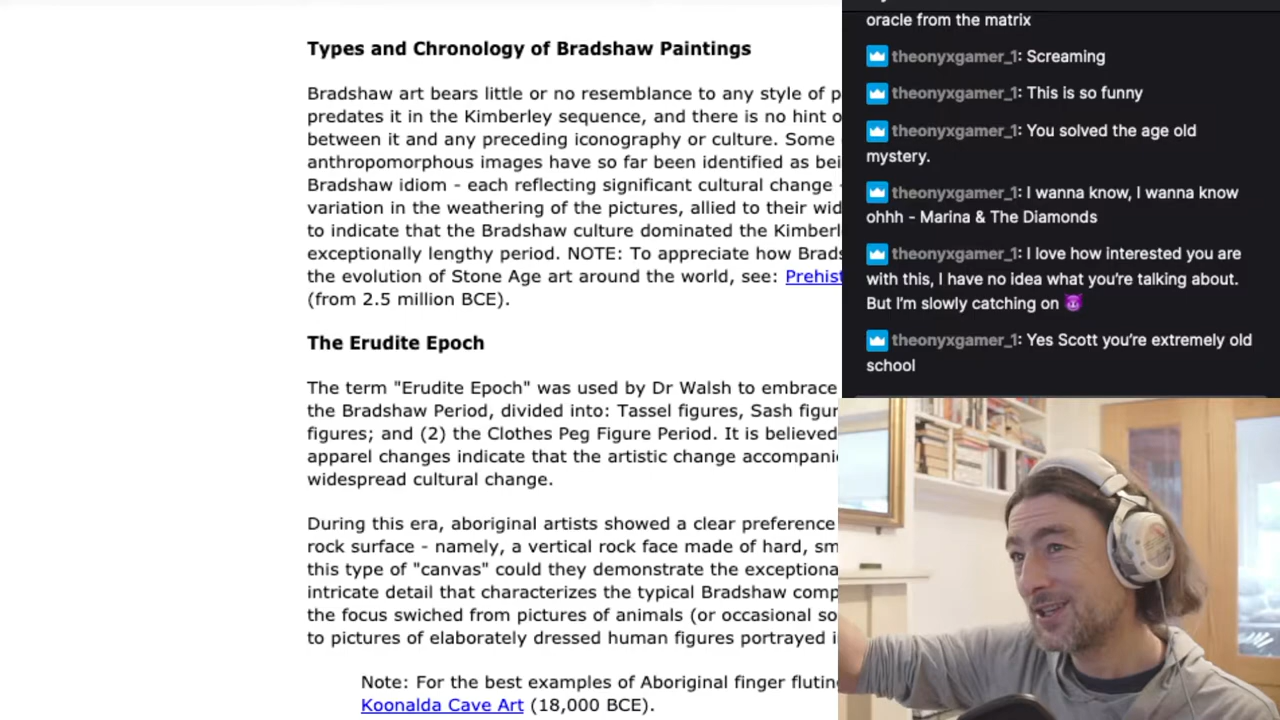 Types and Chronology of Bradshaw Paintings
Bradshaw art bears little or no resemblance to any style of
predates it in the Kimberley sequence, and there is no hint
between it and any preceding iconography or culture. Some
anthropomorphous images have so far been identified as
Bradshaw idiom - each reflecting significant cultural change -
variation in the weathering of the pictures, allied to their
to indicate that the Bradshaw culture dominated the
exceptionally lengthy period. NOTE: To appreciate how
the evolution of Stone Age art around the world, see:
(from 2.5 million BCE).
The Erudite Epoch
The term "Erudite Epoch" was used by Dr Walsh to embrace
the Bradshaw Period, divided into: Tassel figures, Sash
figures; and (2) the Clothes Peg Figure Period. It is believed
apparel changes indicate that the artistic change
widespread cultural change.
During this era, aboriginal artists showed a clear preference
rock surface - namely, a vertical rock face made of hard,
this type of "canvas" could they demonstrate the
intricate detail that characterizes the typical Bradshaw
the focus swiched from pictures of animals (or occasional
to pictures of elaborately dressed human figures portrayed
Note: For the best examples of Aboriginal finger
Koonalda Cave Art (18,000 BCE).
oracle from the matrix
theonyxgamer_1: Screaming
theonyxgamer_1: This is so funny
theonyxgamer_1: You solved the age old
mystery.
theonyxgamer_1: I wanna know, I wanna know
ohhh - Marina & The Diamonds
theonyxgamer_1: I love how interested you are
with this, I have no idea what you're talking about.
But I'm slowly catching on 😈
theonyxgamer_1: Yes Scott you're extremely old
school